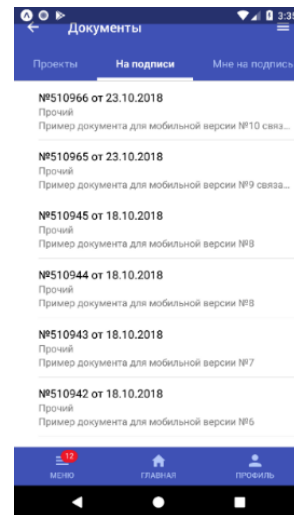 3:35
Документы
Проекты На подписи Мне на подпись
№510966 от 23.10.2018
Прочий
Пример документа для мобильной версии №10 связ...
№510965 от 23.10.2018
Прочий
Пример документа для мобильной версии №9 связа...
№510945 от 18.10.2018
Прочий
Пример документа для мобильной версии №8
№510944 от 18.10.2018
Прочий
Пример документа для мобильной версии №8
№510943 от 18.10.2018
Прочий
Пример документа для мобильной версии №7
№510942 от 18.10.2018
Прочий
Пример документа для мобильной версии №6
12
МЕНЮ ГЛАВНАЯ ПРОФИЛЬ